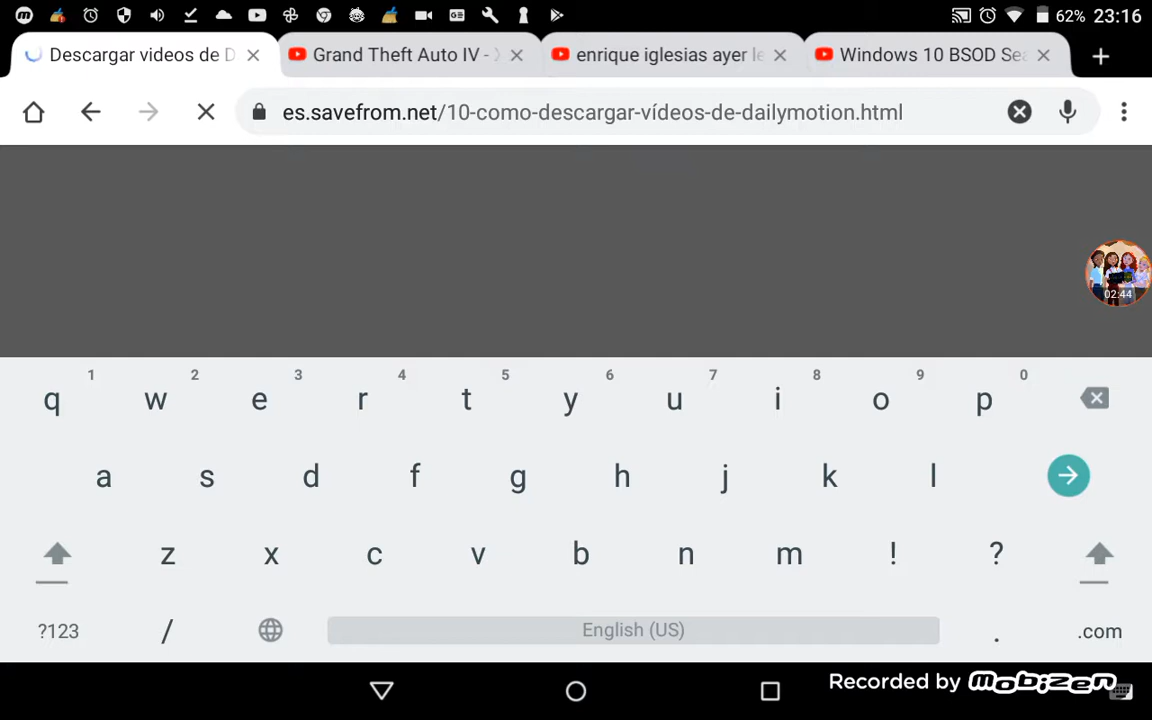 62% 23:16
Descargar videos de D
Grand Theft Auto IV - X
enrique iglesias ayer le
Windows 10 BSOD Sea
es.savefrom.net/10-como-descargar-vídeos-de-dailymotion.html
02:44
1 2 3 4 5 6 7 8 9 0
q w e r t y u i o p
a s d f g h j k l
z x c v b n m ! ?
?123 / English (US) . .com
Recorded by mobizen